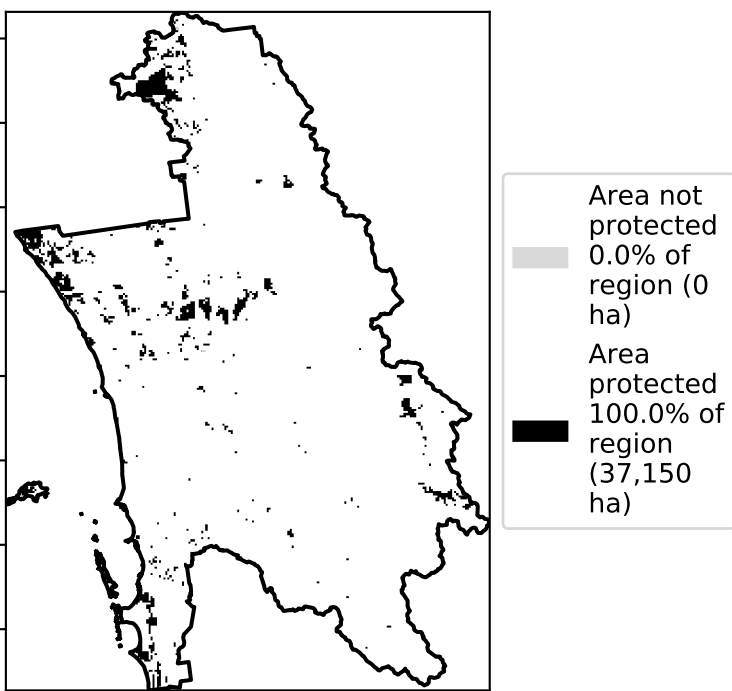 Area not
protected
0.0% of
region (0
ha)
Area
protected
100.0% of
region
(37,150
ha)